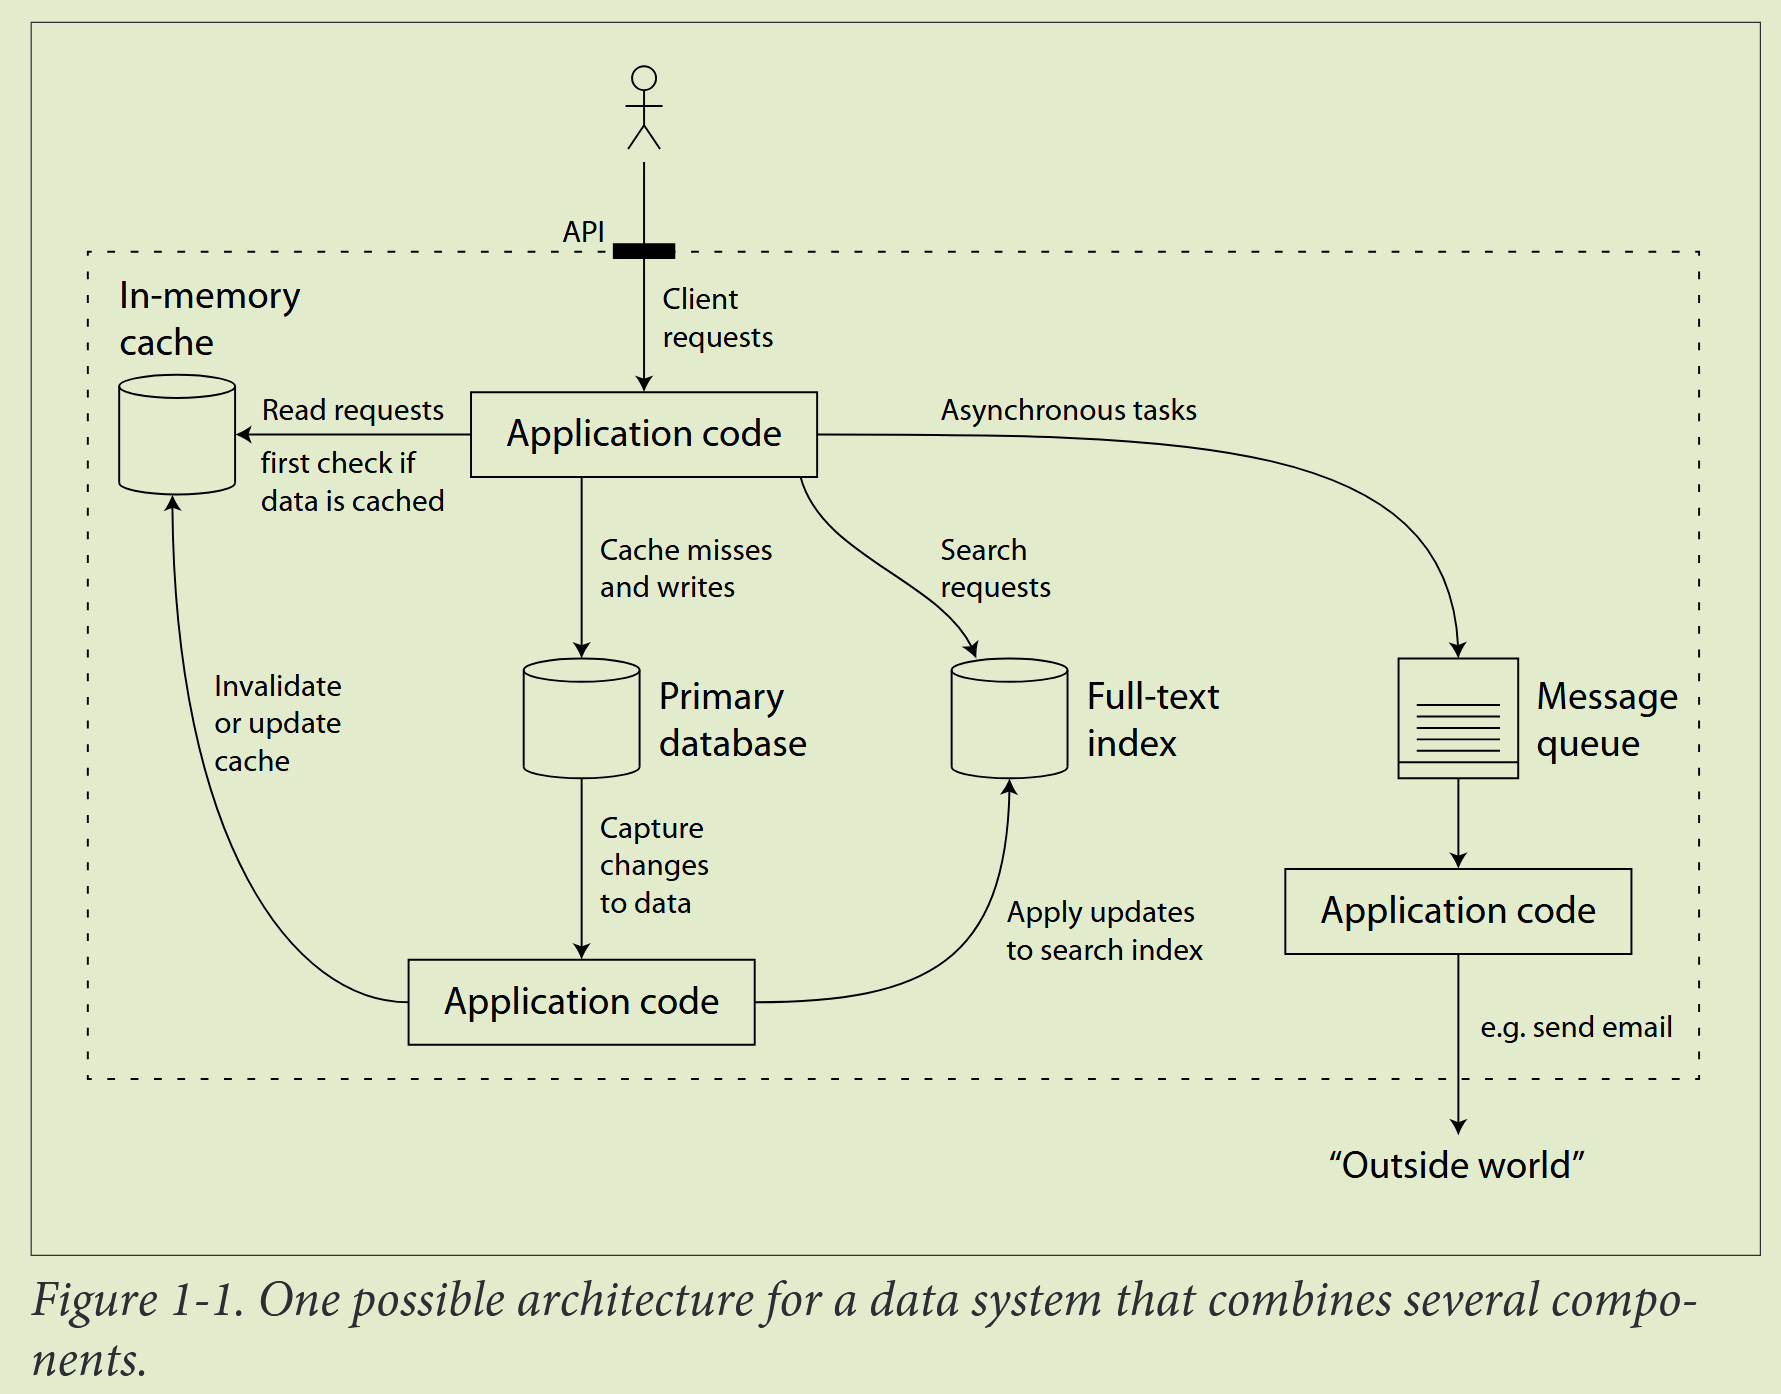 API
Client
requests
In-memory
cache
Read requests
first check if
data is cached
Application code
Asynchronous tasks
Cache misses
and writes
Search
requests
Invalidate
or update
cache
Primary
database
Full-text
index
Message
queue
Capture
changes
to data
Apply updates
to search index
Application code
Application code
e.g. send email
“Outside world”
Figure 1-1. One possible architecture for a data system that combines several compo-
nents.